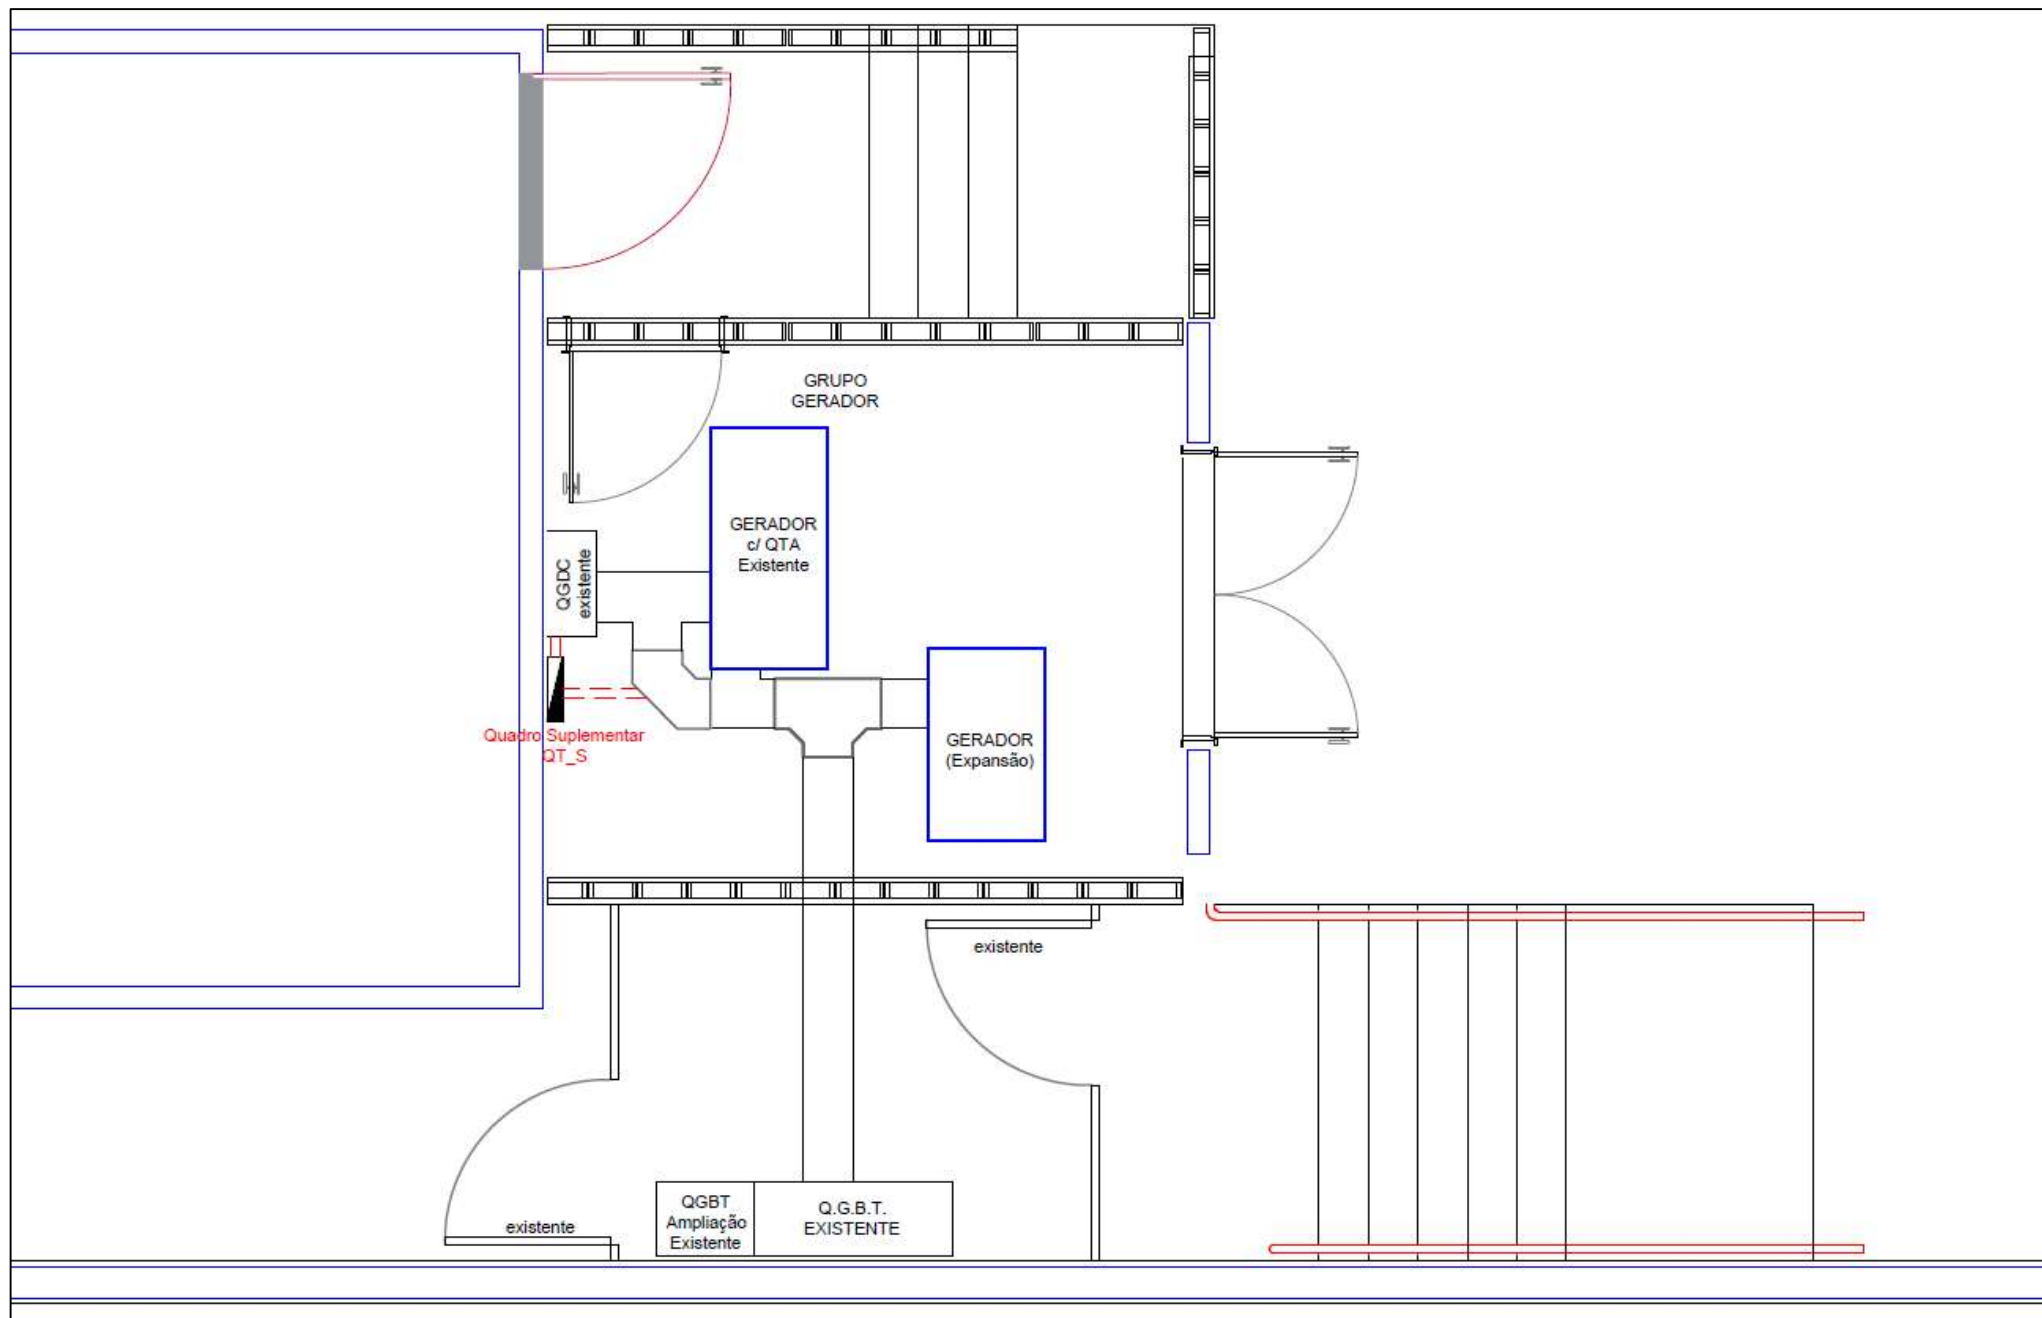 GRUPO
GERADOR
GERADOR
c/ QTA
Existente
QGDC
existente
Quadro Suplementar
QT_S
GERADOR
(Expansão)
existente
existente
QGBT
Ampliação
Existente
Q.G.B.T.
EXISTENTE